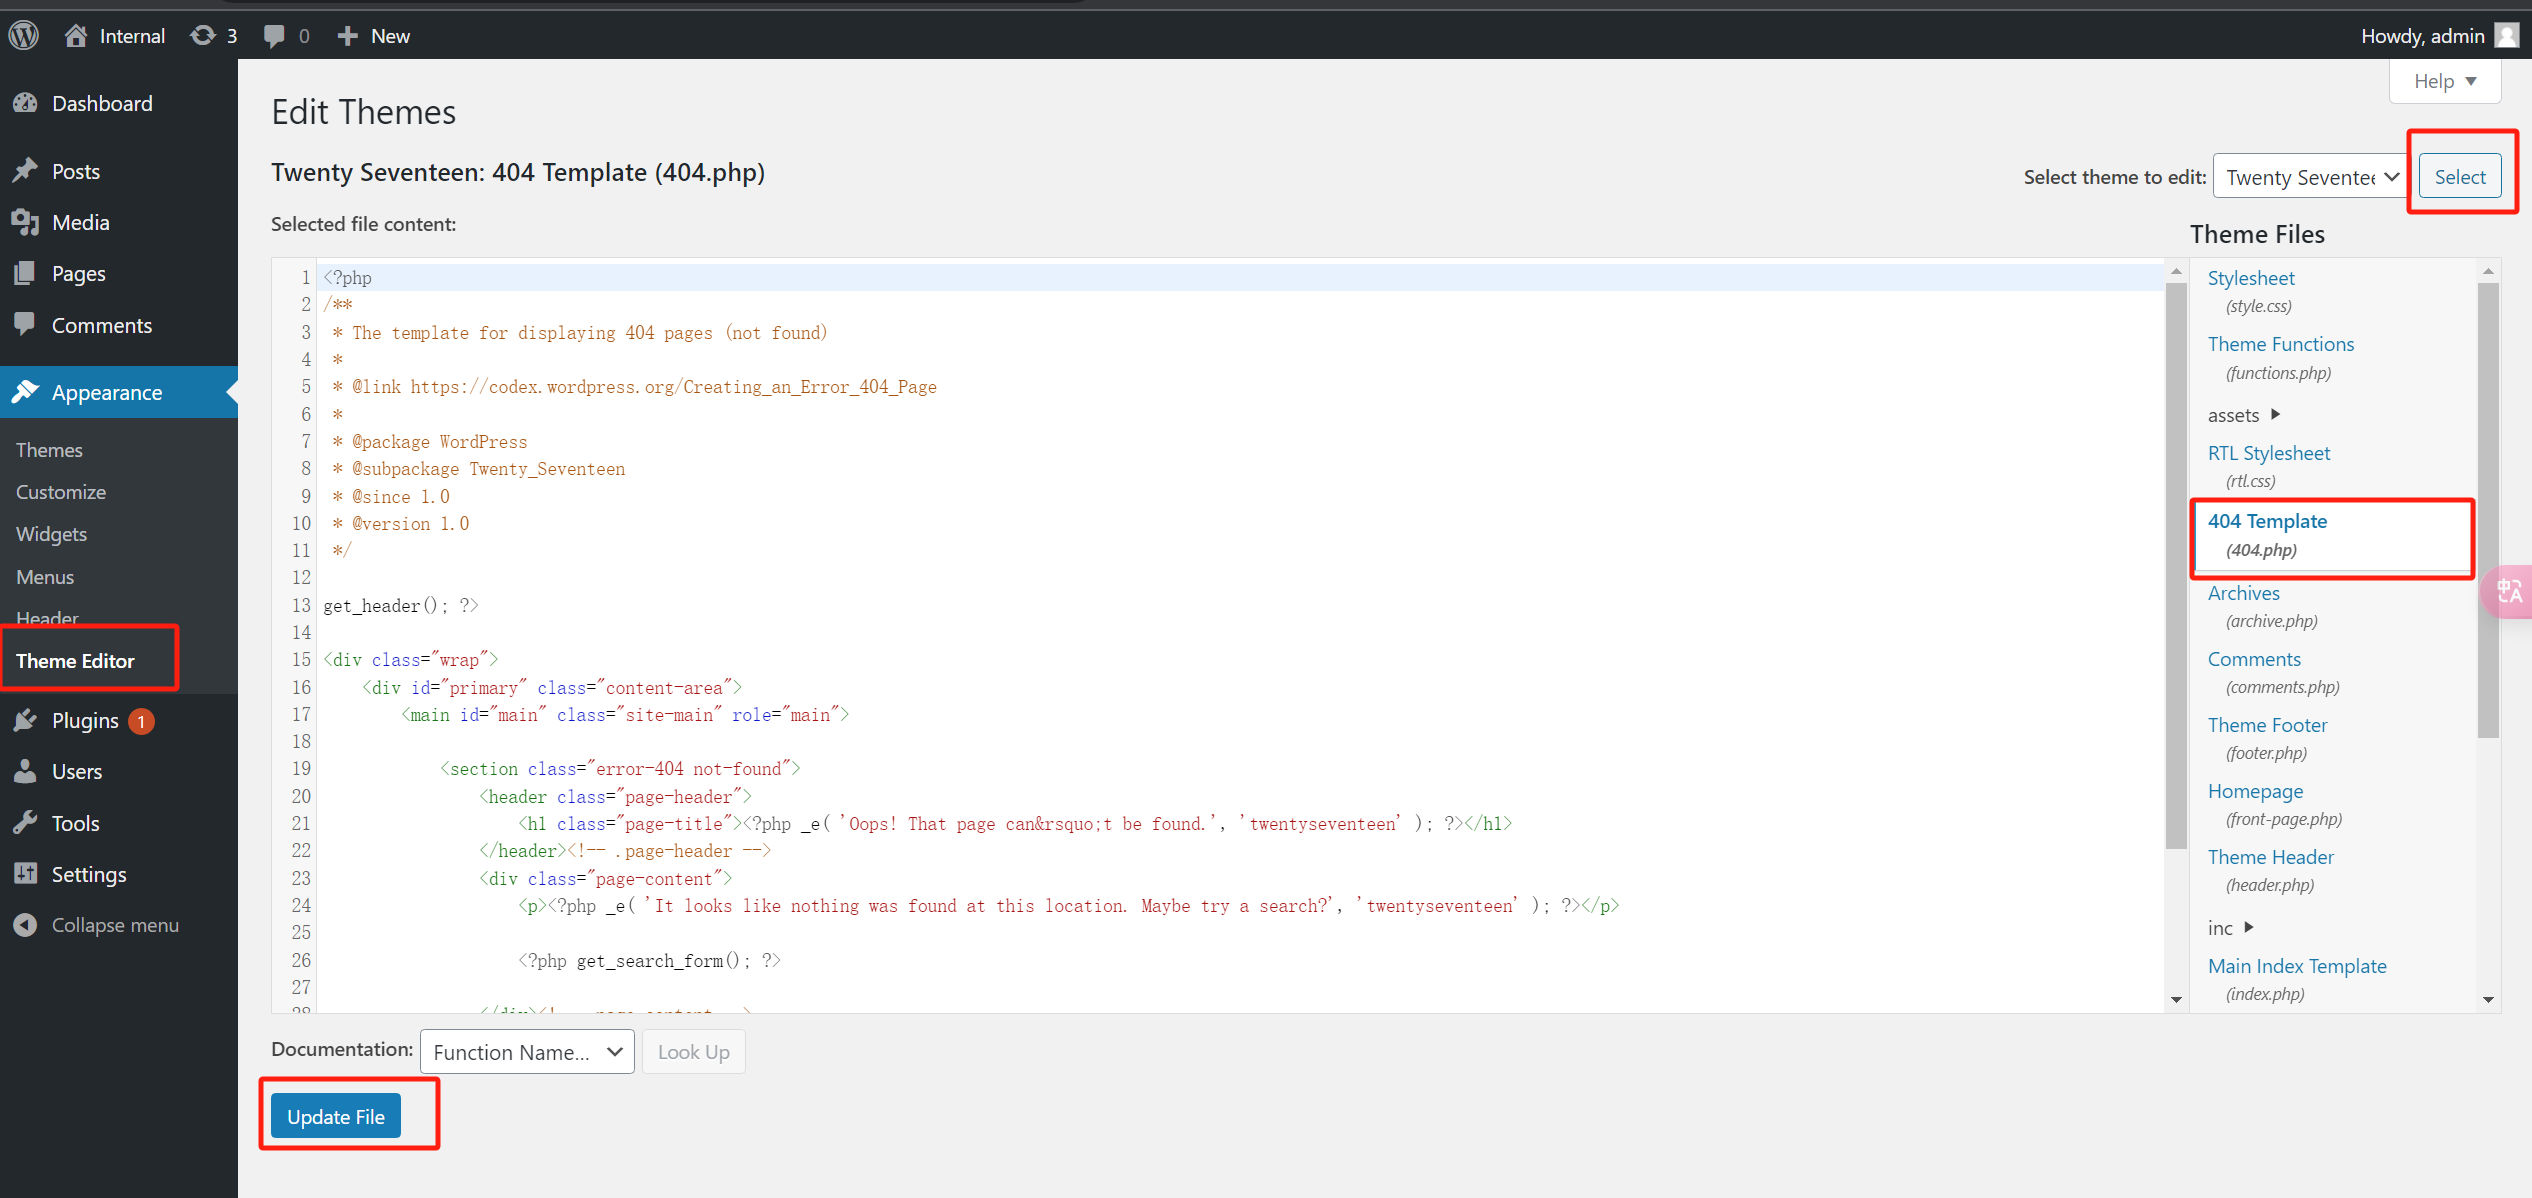 Internal 3 0 New Howdy, admin
Dashboard
Posts
Media
Pages
Comments
Appearance
Themes
Customize
Widgets
Menus
Header
Theme Editor
Plugins 1
Users
Tools
Settings
Collapse menu
Help
Edit Themes
Twenty Seventeen: 404 Template (404.php)
Select theme to edit: Twenty Sevente Select
Selected file content:
1 <?php
2 /**
3 * The template for displaying 404 pages (not found)
4 *
5 * @link https://codex.wordpress.org/Creating_an_Error_404_Page
6 *
7 * @package WordPress
8 * @subpackage Twenty_Seventeen
9 * @since 1.0
10 * @version 1.0
11 */
12
13 get_header(); ?>
14
15 <div class="wrap">
16 <div id="primary" class="content-area">
17 <main id="main" class="site-main" role="main">
18
19 <section class="error-404 not-found">
20 <header class="page-header">
21 <h1 class="page-title"><?php _e( 'Oops! That page can&rsquo;t be found.', 'twentyseventeen' ); ?></h1>
22 </header><!-- .page-header -->
23 <div class="page-content">
24 <p><?php _e( 'It looks like nothing was found at this location. Maybe try a search?', 'twentyseventeen' ); ?></p>
25
26 <?php get_search_form(); ?>
27
Theme Files
Stylesheet
(style.css)
Theme Functions
(functions.php)
assets
RTL Stylesheet
(rtl.css)
404 Template
(404.php)
Archives
(archive.php)
Comments
(comments.php)
Theme Footer
(footer.php)
Homepage
(front-page.php)
Theme Header
(header.php)
inc
Main Index Template
(index.php)
中A
Documentation: Function Name... Look Up
Update File